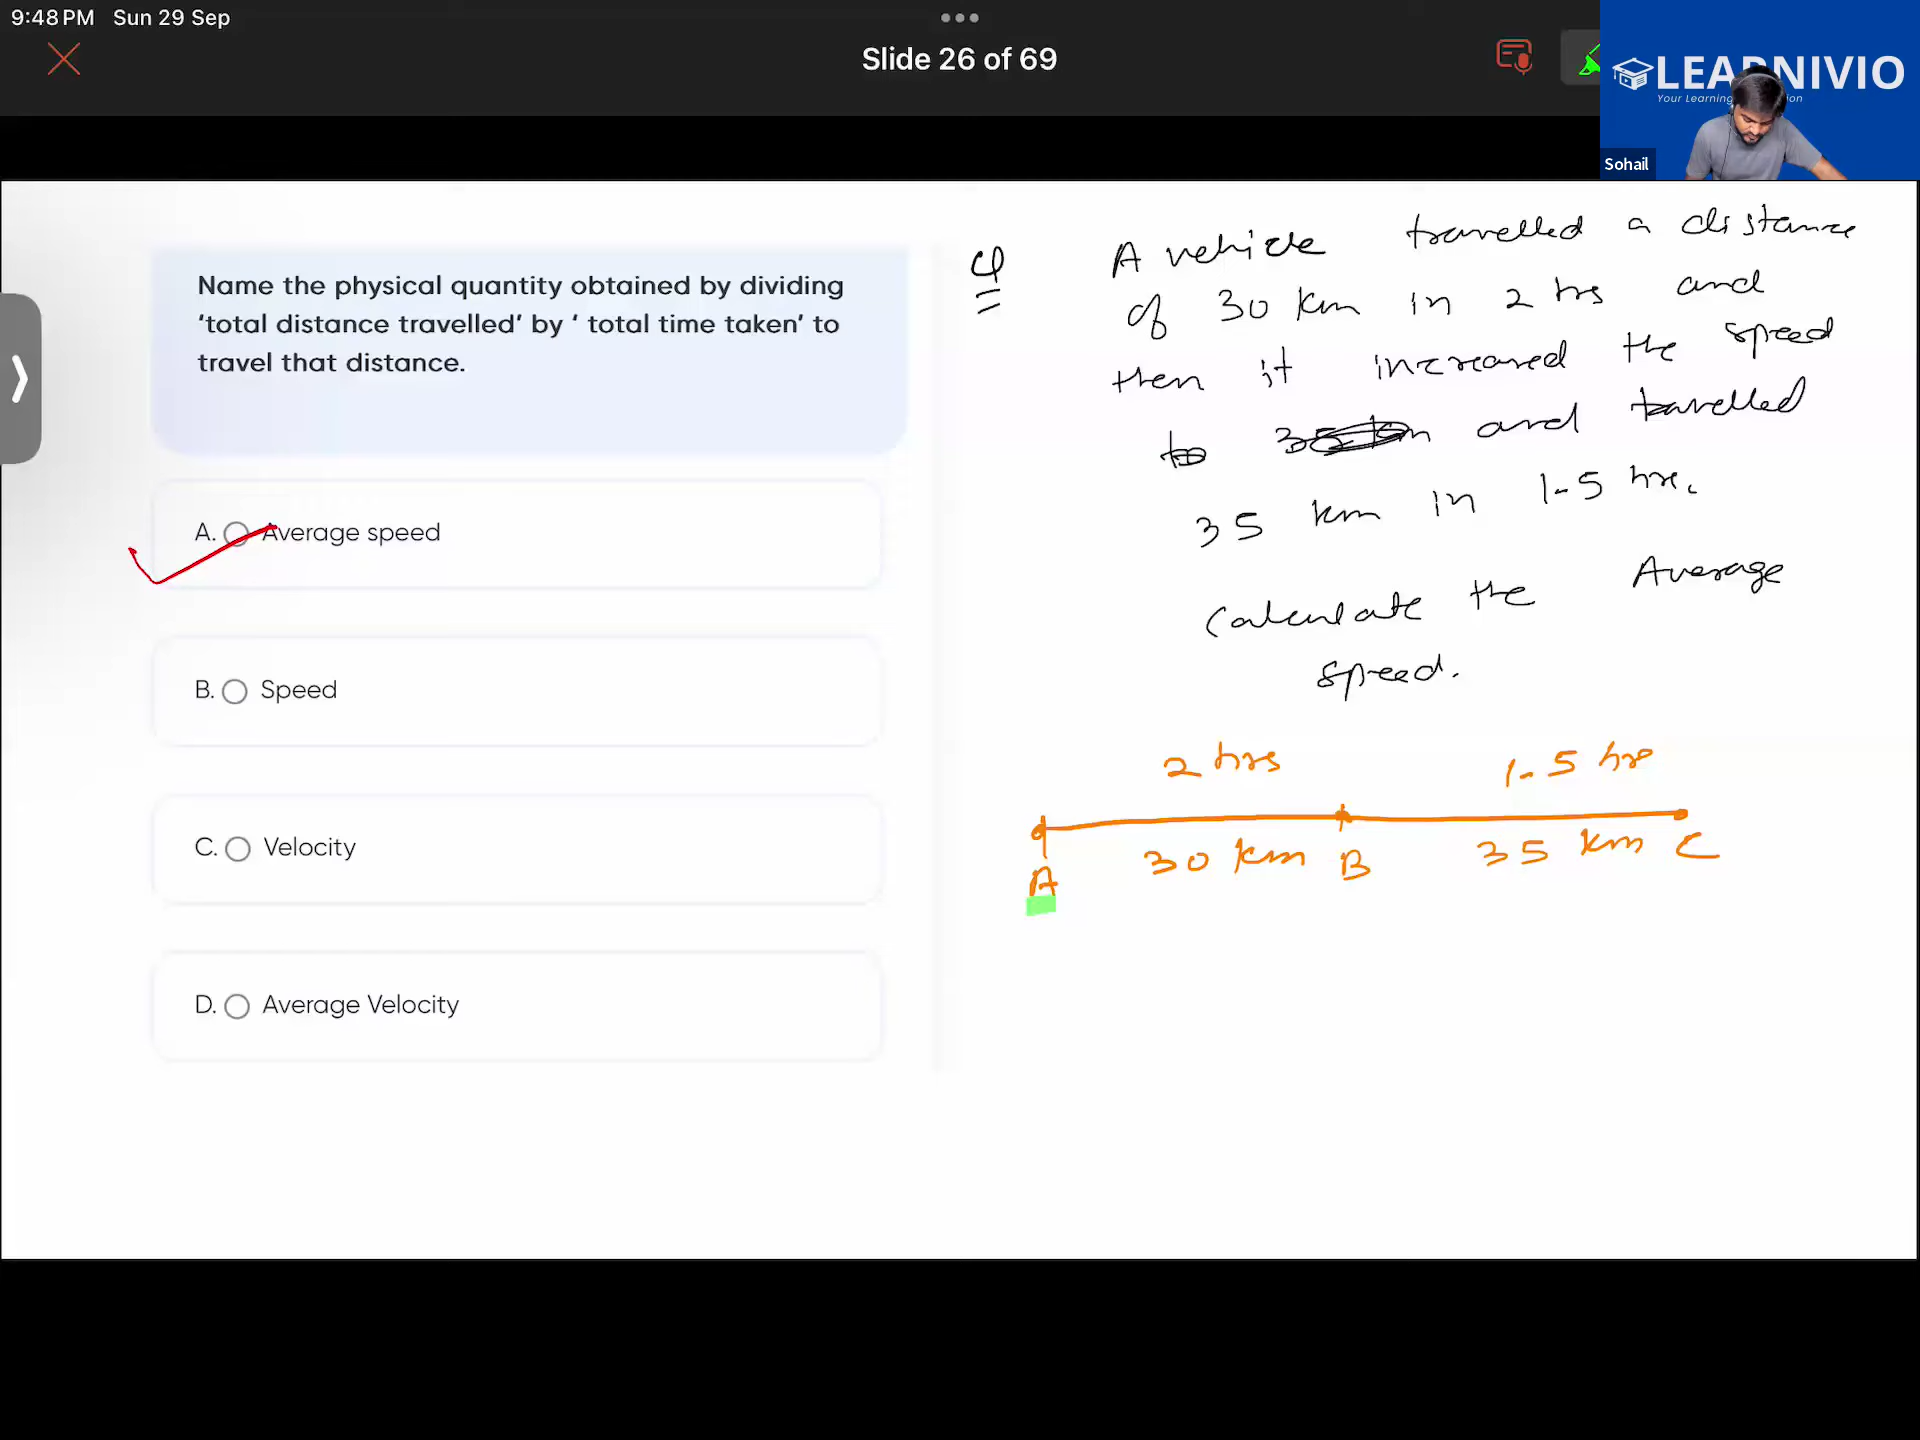 9:48 PM Sun 29 Sep
Slide 26 of 69
LEARNIVIO
Your Learning
Sohail
Name the physical quantity obtained by dividing
‘total distance travelled’ by ‘ total time taken’ to
travel that distance.
A. Average speed
B. Speed
C. Velocity
D. Average Velocity
Q A vehicle travelled a distance
of 30 km in 2 hrs and
then it increased the speed
to and travelled
35 km in 1.5 hrs.
Calculate the Average
speed.
2 hrs 1.5 hr
30 km B 35 km C
A